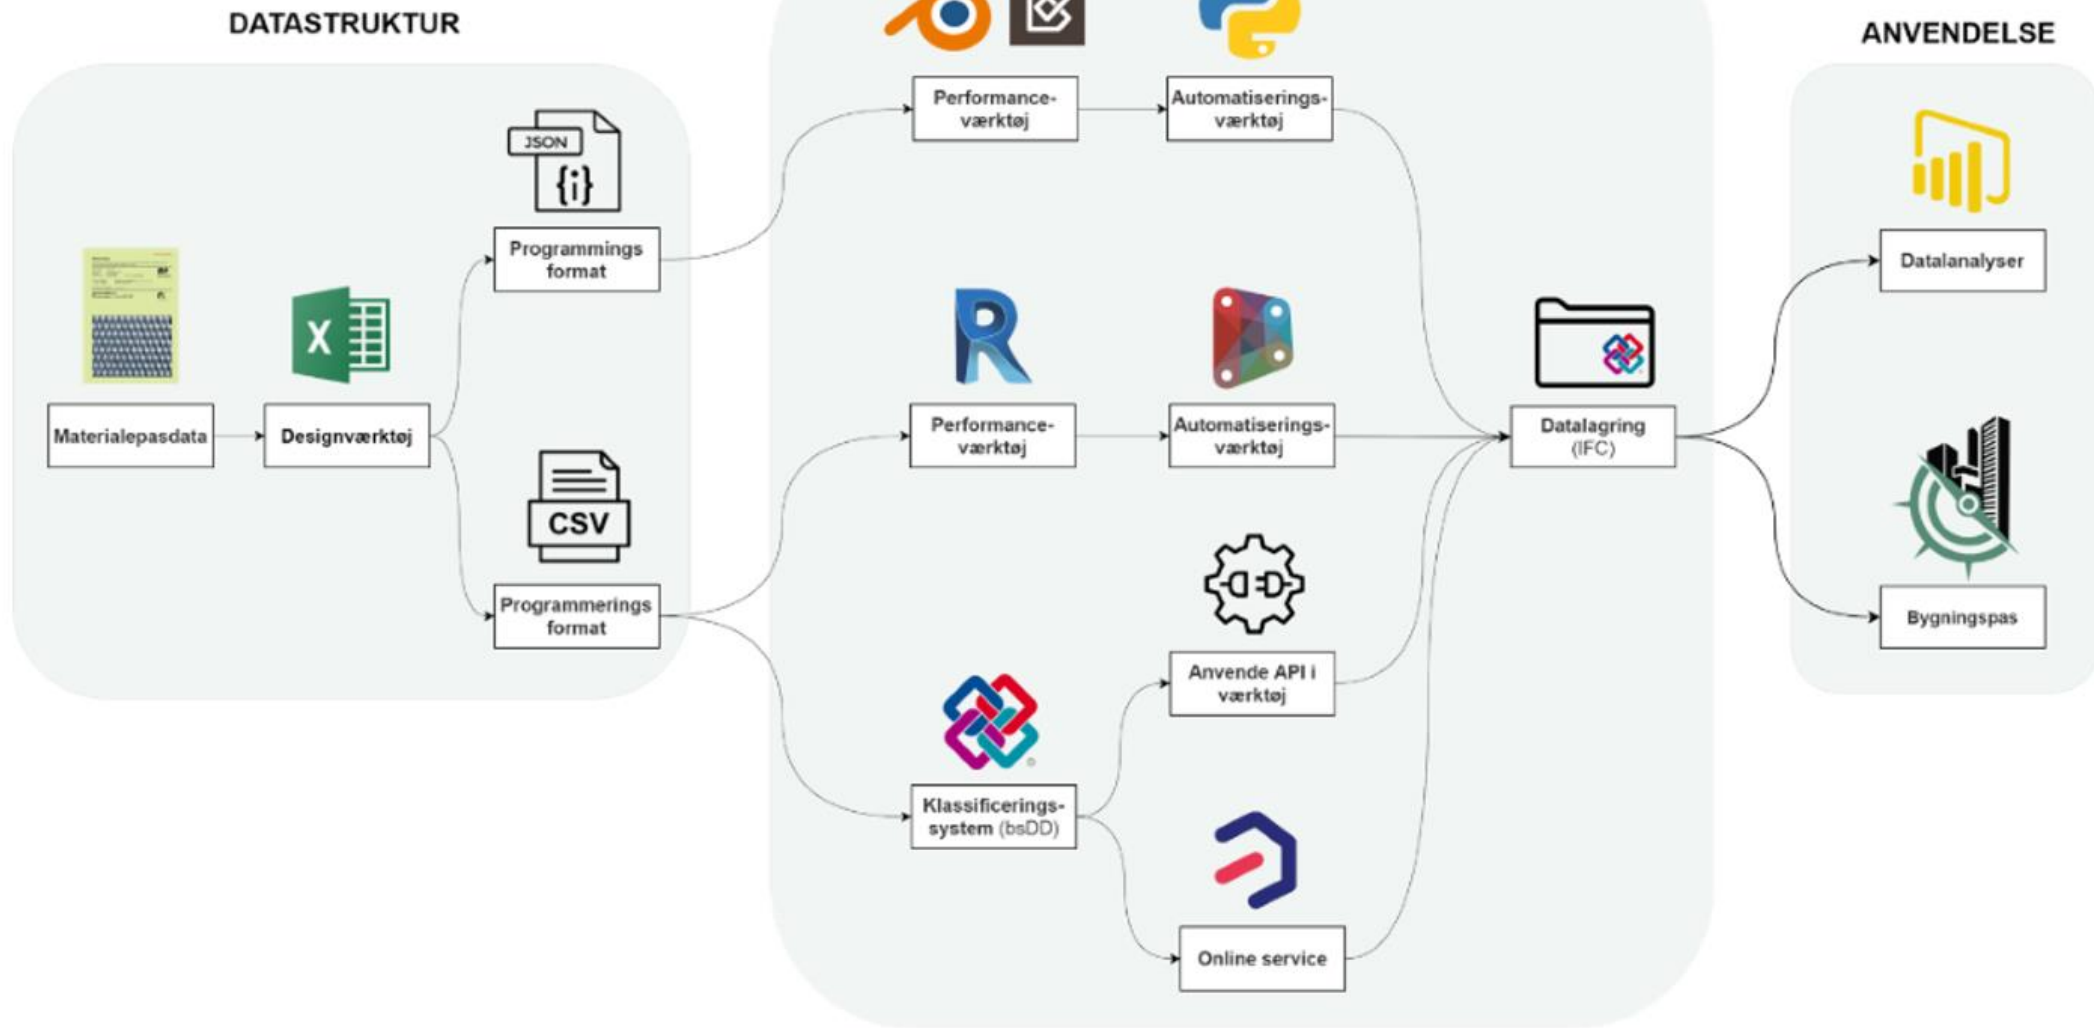 DATASTRUKTUR
ANVENDELSE
JSON
{i}
Programmings
format
Materialepasdata
X
Designværktøj
CSV
Programmerings
format
Performance-
værktøj
Automatiserings-
værktøj
R
Performance-
værktøj
Automatiserings-
værktøj
Anvende API i
værktøj
®
Klassificerings-
system (bsDD)
Online service
Datalagring
(IFC)
Datalanalyser
Bygningspas